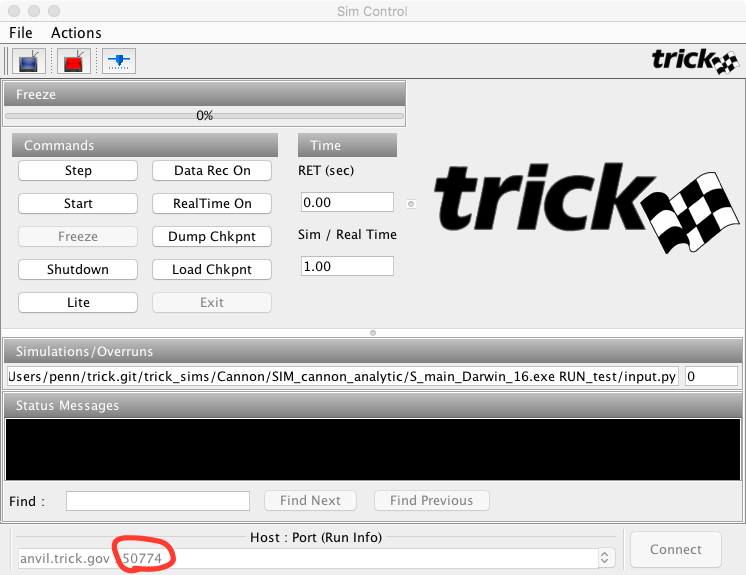 Sim Control
File Actions
trick
Freeze
0%
Commands
Time
Step
Data Rec On
RET (sec)
Start
RealTime On
0.00
Freeze
Dump Chkpnt
Sim / Real Time
Shutdown
Load Chkpnt
1.00
Lite
Exit
trick
Simulations/Overruns
Users/penn/trick.git/trick_sims/Cannon/SIM_cannon_analytic/S_main_Darwin_16.exe RUN_test/input.py
0
Status Messages
Find :
Find Next
Find Previous
Host : Port (Run Info)
anvil.trick.gov : 50774
Connect